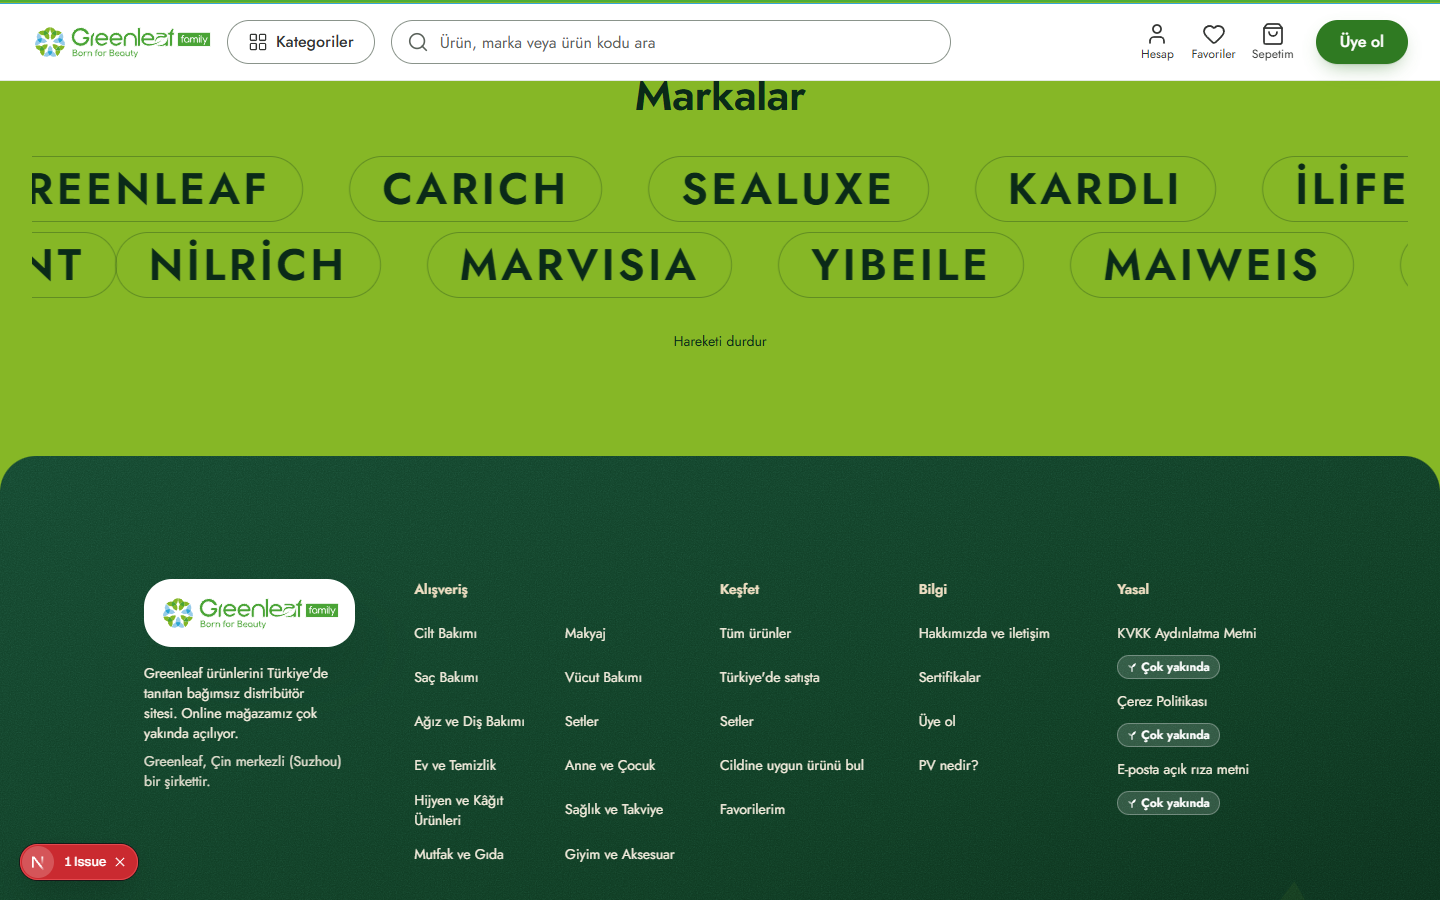 Greenleaf family
Born for Beauty
Kategoriler
Ürün, marka veya ürün kodu ara
Hesap
Favoriler
Sepetim
Üye ol
Markalar
REENLEAF
CARICH
SEALUXE
KARDLI
İLİFE
NT
NİLRİCH
MARVISIA
YIBEILE
MAIWEIS
Hareketi durdur
Greenleaf family
Born for Beauty
Greenleaf ürünlerini Türkiye'de
tanıtan bağımsız distribütör
sitesi. Online mağazamız çok
yakında açılıyor.
Greenleaf, Çin merkezli (Suzhou)
bir şirkettir.
Alışveriş
Cilt Bakımı
Saç Bakımı
Ağız ve Diş Bakımı
Ev ve Temizlik
Hijyen ve Kâğıt
Ürünleri
Mutfak ve Gıda
Makyaj
Vücut Bakımı
Setler
Anne ve Çocuk
Sağlık ve Takviye
Giyim ve Aksesuar
Keşfet
Tüm ürünler
Türkiye'de satışta
Setler
Cildine uygun ürünü bul
Favorilerim
Bilgi
Hakkımızda ve iletişim
Sertifikalar
Üye ol
PV nedir?
Yasal
KVKK Aydınlatma Metni
Çok yakında
Çerez Politikası
Çok yakında
E-posta açık rıza metni
Çok yakında
N 1 Issue